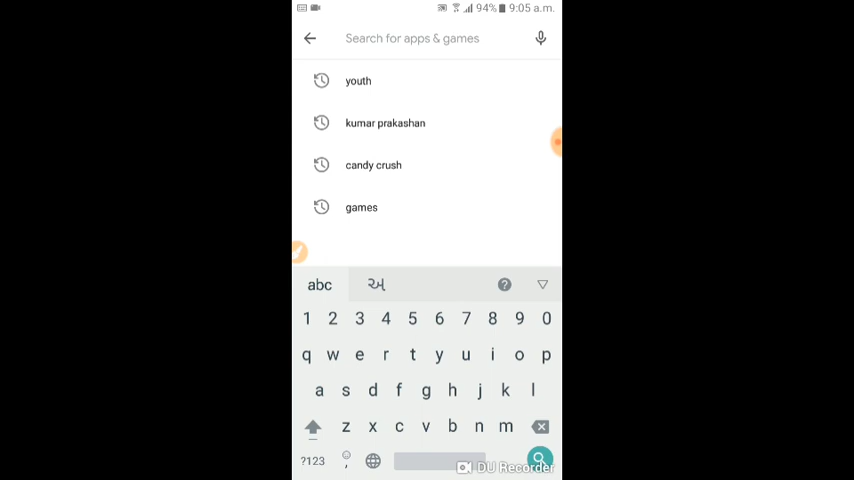 94% 9:05 a.m.
Search for apps & games
youth
kumar prakashan
candy crush
games
abc અ
1 2 3 4 5 6 7 8 9 0
q w e r t y u i o p
a s d f g h j k l
z x c v b n m
?123 ,
DU Recorder